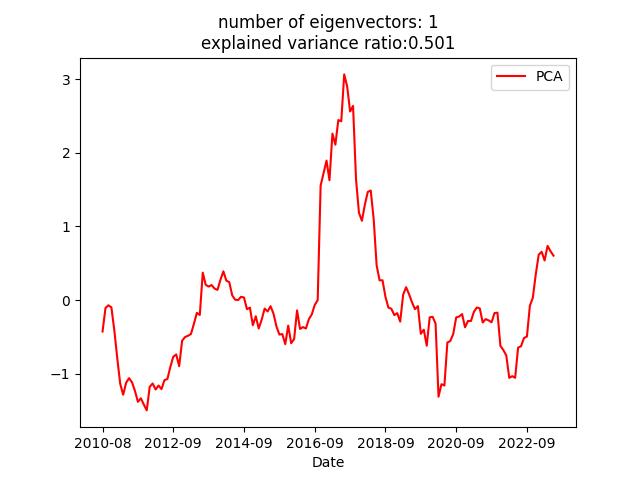 number of eigenvectors: 1
explained variance ratio:0.501
PCA
3
2
1
0
−1
2010-08 2012-09 2014-09 2016-09 2018-09 2020-09 2022-09
Date